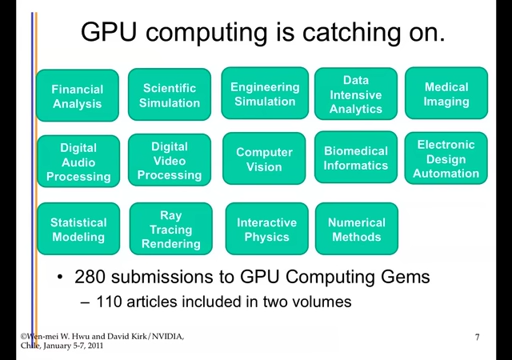 GPU computing is catching on.
Financial
Analysis
Scientific
Simulation
Engineering
Simulation
Data
Intensive
Analytics
Medical
Imaging
Digital
Audio
Processing
Digital
Video
Processing
Computer
Vision
Biomedical
Informatics
Electronic
Design
Automation
Statistical
Modeling
Ray
Tracing
Rendering
Interactive
Physics
Numerical
Methods
• 280 submissions to GPU Computing Gems
– 110 articles included in two volumes
©Wen-mei W. Hwu and David Kirk/NVIDIA,
Chile, January 5-7, 2011
7